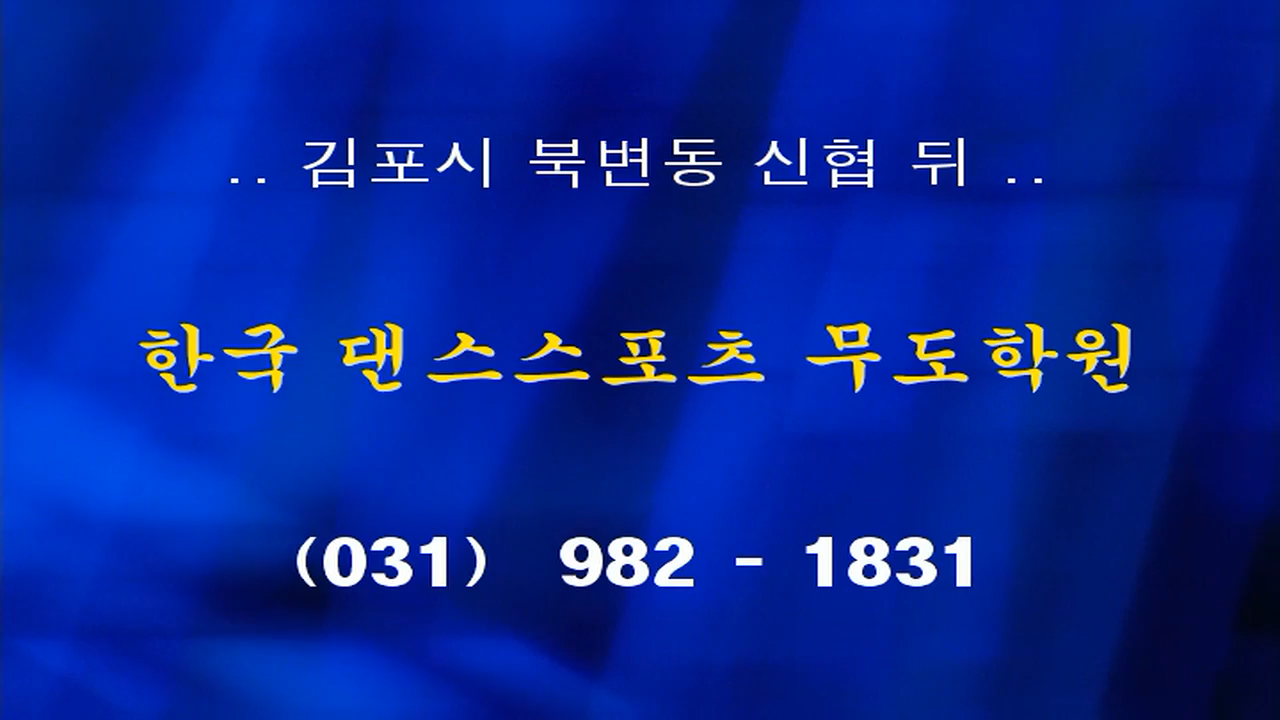 .. 김포시 북변동 신협 뒤 ..
한국 댄스스포츠 무도학원
(031) 982 - 1831